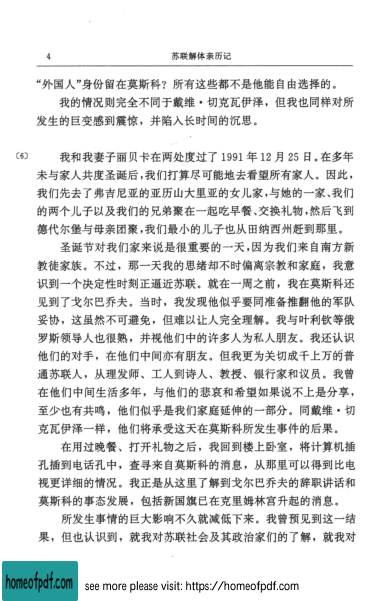 4 苏联解体亲历记
“外国人”身份留在莫斯科？所有这些都不是他能自由选择的。
我的情况则完全不同于戴维·切克瓦伊泽，但我也同样对所
发生的巨变感到震惊，并陷入长时间的沉思。
〔6〕 我和我妻子丽贝卡在两处度过了1991年12月25日。在多年
未与家人共度圣诞后，我们打算尽可能地去看望所有家人。因此，
我们先去了弗吉尼亚的亚历山大里亚的女儿家，与她的一家、我们
的两个儿子以及我们的兄弟聚在一起吃早餐、交换礼物，然后飞到
德代尔堡与母亲团聚，我们最小的儿子也从田纳西州赶到那里。
圣诞节对我们家来说是很重要的一天，因为我们来自南方新
教徒家族。不过，那一天我的思绪却不时偏离宗教和家庭，我意
识到一个决定性时刻正逼近苏联。就在一周之前，我在莫斯科还
见到了戈尔巴乔夫。当时，我发现他似乎要同准备推翻他的军队
妥协，这虽然不可避免，但难以让人完全理解。我与叶利钦等俄
罗斯领导人也很熟，并视他们中的许多人为私人朋友。我还认识
他们的对手，在他们中间亦有朋友。但我更为关切成千上万的普
通苏联人，从理发师、工人到诗人、教授、银行家和议员。我曾
在他们中间生活多年，与他们的悲哀和希望如果说不上是分享，
至少也有共鸣，他们似乎是我们家庭延伸的一部分。同戴维·切
克瓦伊泽一样，他们将承受这天在莫斯科所发生事件的后果。
在用过晚餐、打开礼物之后，我回到楼上卧室，将计算机插
孔插到电话孔中，查寻来自莫斯科的消息，从那里可以得到比电
视更详细的情况。我正是从这里了解到戈尔巴乔夫的辞职讲话和
莫斯科的事态发展，包括新国旗已在克里姆林宫升起的消息。
所发生事情的巨大影响不久就减低下来。我曾预见到这一结
果，但也认识到，就我对苏联社会及其政治家们的了解，就我对
homeofpdf.com see more please visit: https://homeofpdf.com